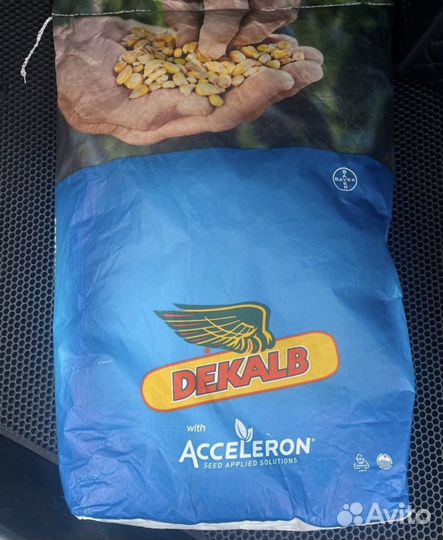 BAYER
DEKALB
with
ACCELERON®
SEED APPLIED SOLUTIONS
Avito